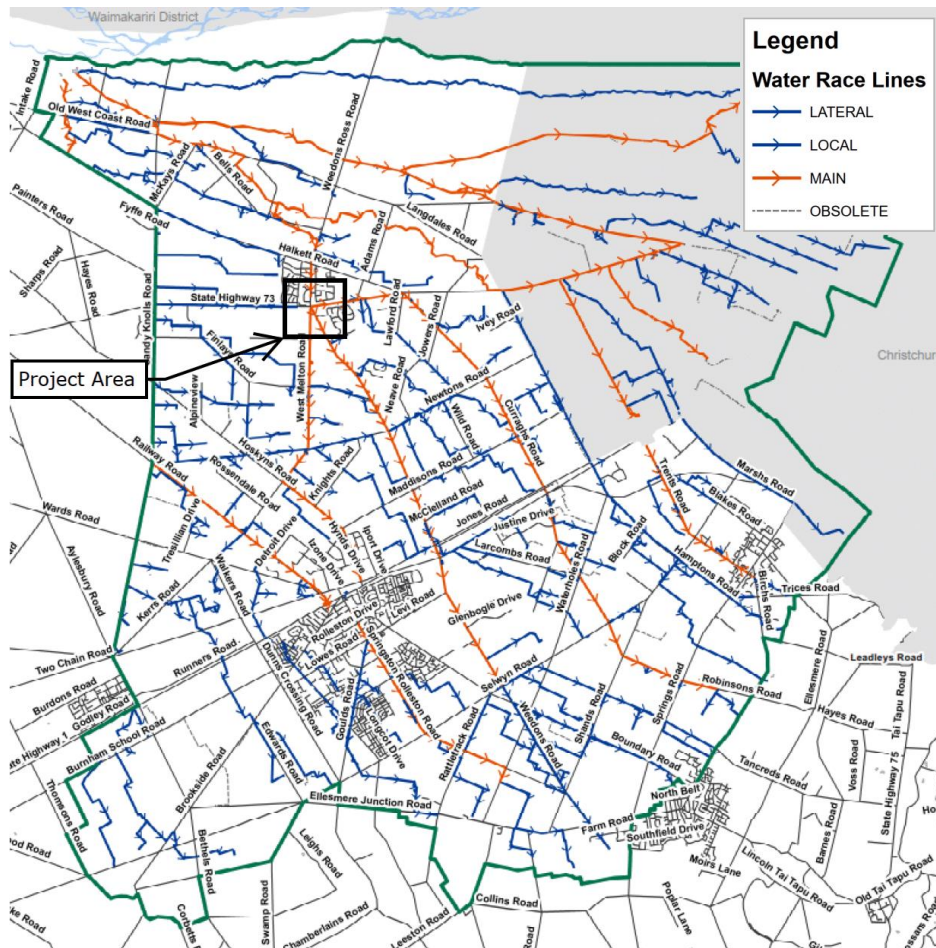 Waimakariri District
Legend
Water Race Lines
LATERAL
LOCAL
MAIN
OBSOLETE
Intake Road
Old West Coast Road
Weedons Ross Road
McKays Road
Bells Road
Painters Road
Fyffe Road
Langdales Road
Adams Road
Halkett Road
Sharps Road
Hayes Road
State Highway 73
Lawford Road
Jowers Road
Ivey Road
Christchur
andy Knolls Road
Finlays Road
Project Area
West Melton Road
Neave Road
Newtons Road
Alpineview
Wild Road
Curraghs Road
Hoskyns Road
Knights Road
Maddisons Road
Railway Road
Rossendale Road
Trents Road
Marshs Road
McClelland Road
Jones Road
Blakes Road
Wards Road
Tresillian Drive
Detroit Drive
Hynds Drive
Iport Drive
Justine Drive
Izone Drive
Larcombs Road
Block Road
Aylesbury Road
Walkers Road
Waterholes Road
Hamptons Road
Birchs Road
Trices Road
Kerrs Road
Rolleston Drive
Levi Road
Glenbogle Drive
Lowes Road
Two Chain Road
Runners Road
Springston Rolleston Road
Selwyn Road
Ellesmere Road
Leadleys Road
Burdons Road
Godley Road
Dunns Crossing Road
Goulds Road
Robinsons Road
Springs Road
Hayes Road
Tai Tapu Road
ate Highway 1
Burnham School Road
Edwards Road
Rattletrack Road
Weedons Road
Shands Road
Boundary Road
Tancreds Road
Voss Road
State Highway 75
Thomsons Road
Brookside Road
Ellesmere Junction Road
North Belt
Farm Road
Southfield Drive
Barnes Road
Moirs Lane
Lincoln Tai Tapu Road
Bethels Road
Leighs Road
Old Tai Tapu Road
Swamp Road
Chamberlains Road
Leeston Road
Collins Road
Poplar Lane